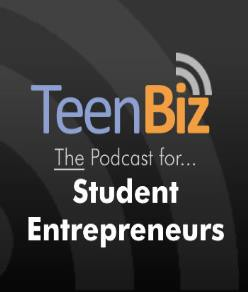 TeenBiz
The Podcast for...
Student
Entrepreneurs